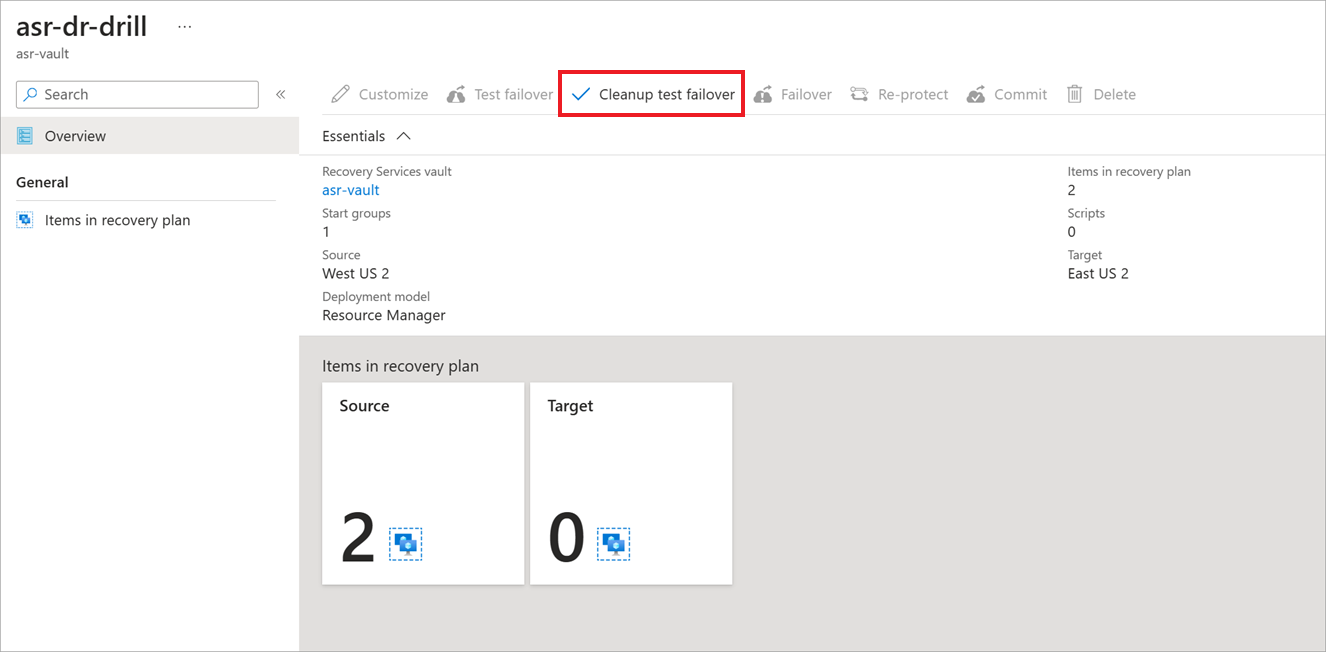 asr-dr-drill ...
asr-vault
Search «
Customize Test failover Cleanup test failover Failover Re-protect Commit Delete
Overview
General
Items in recovery plan
Essentials
Recovery Services vault
asr-vault
Start groups
1
Source
West US 2
Deployment model
Resource Manager
Items in recovery plan
2
Scripts
0
Target
East US 2
Items in recovery plan
Source
2
Target
0